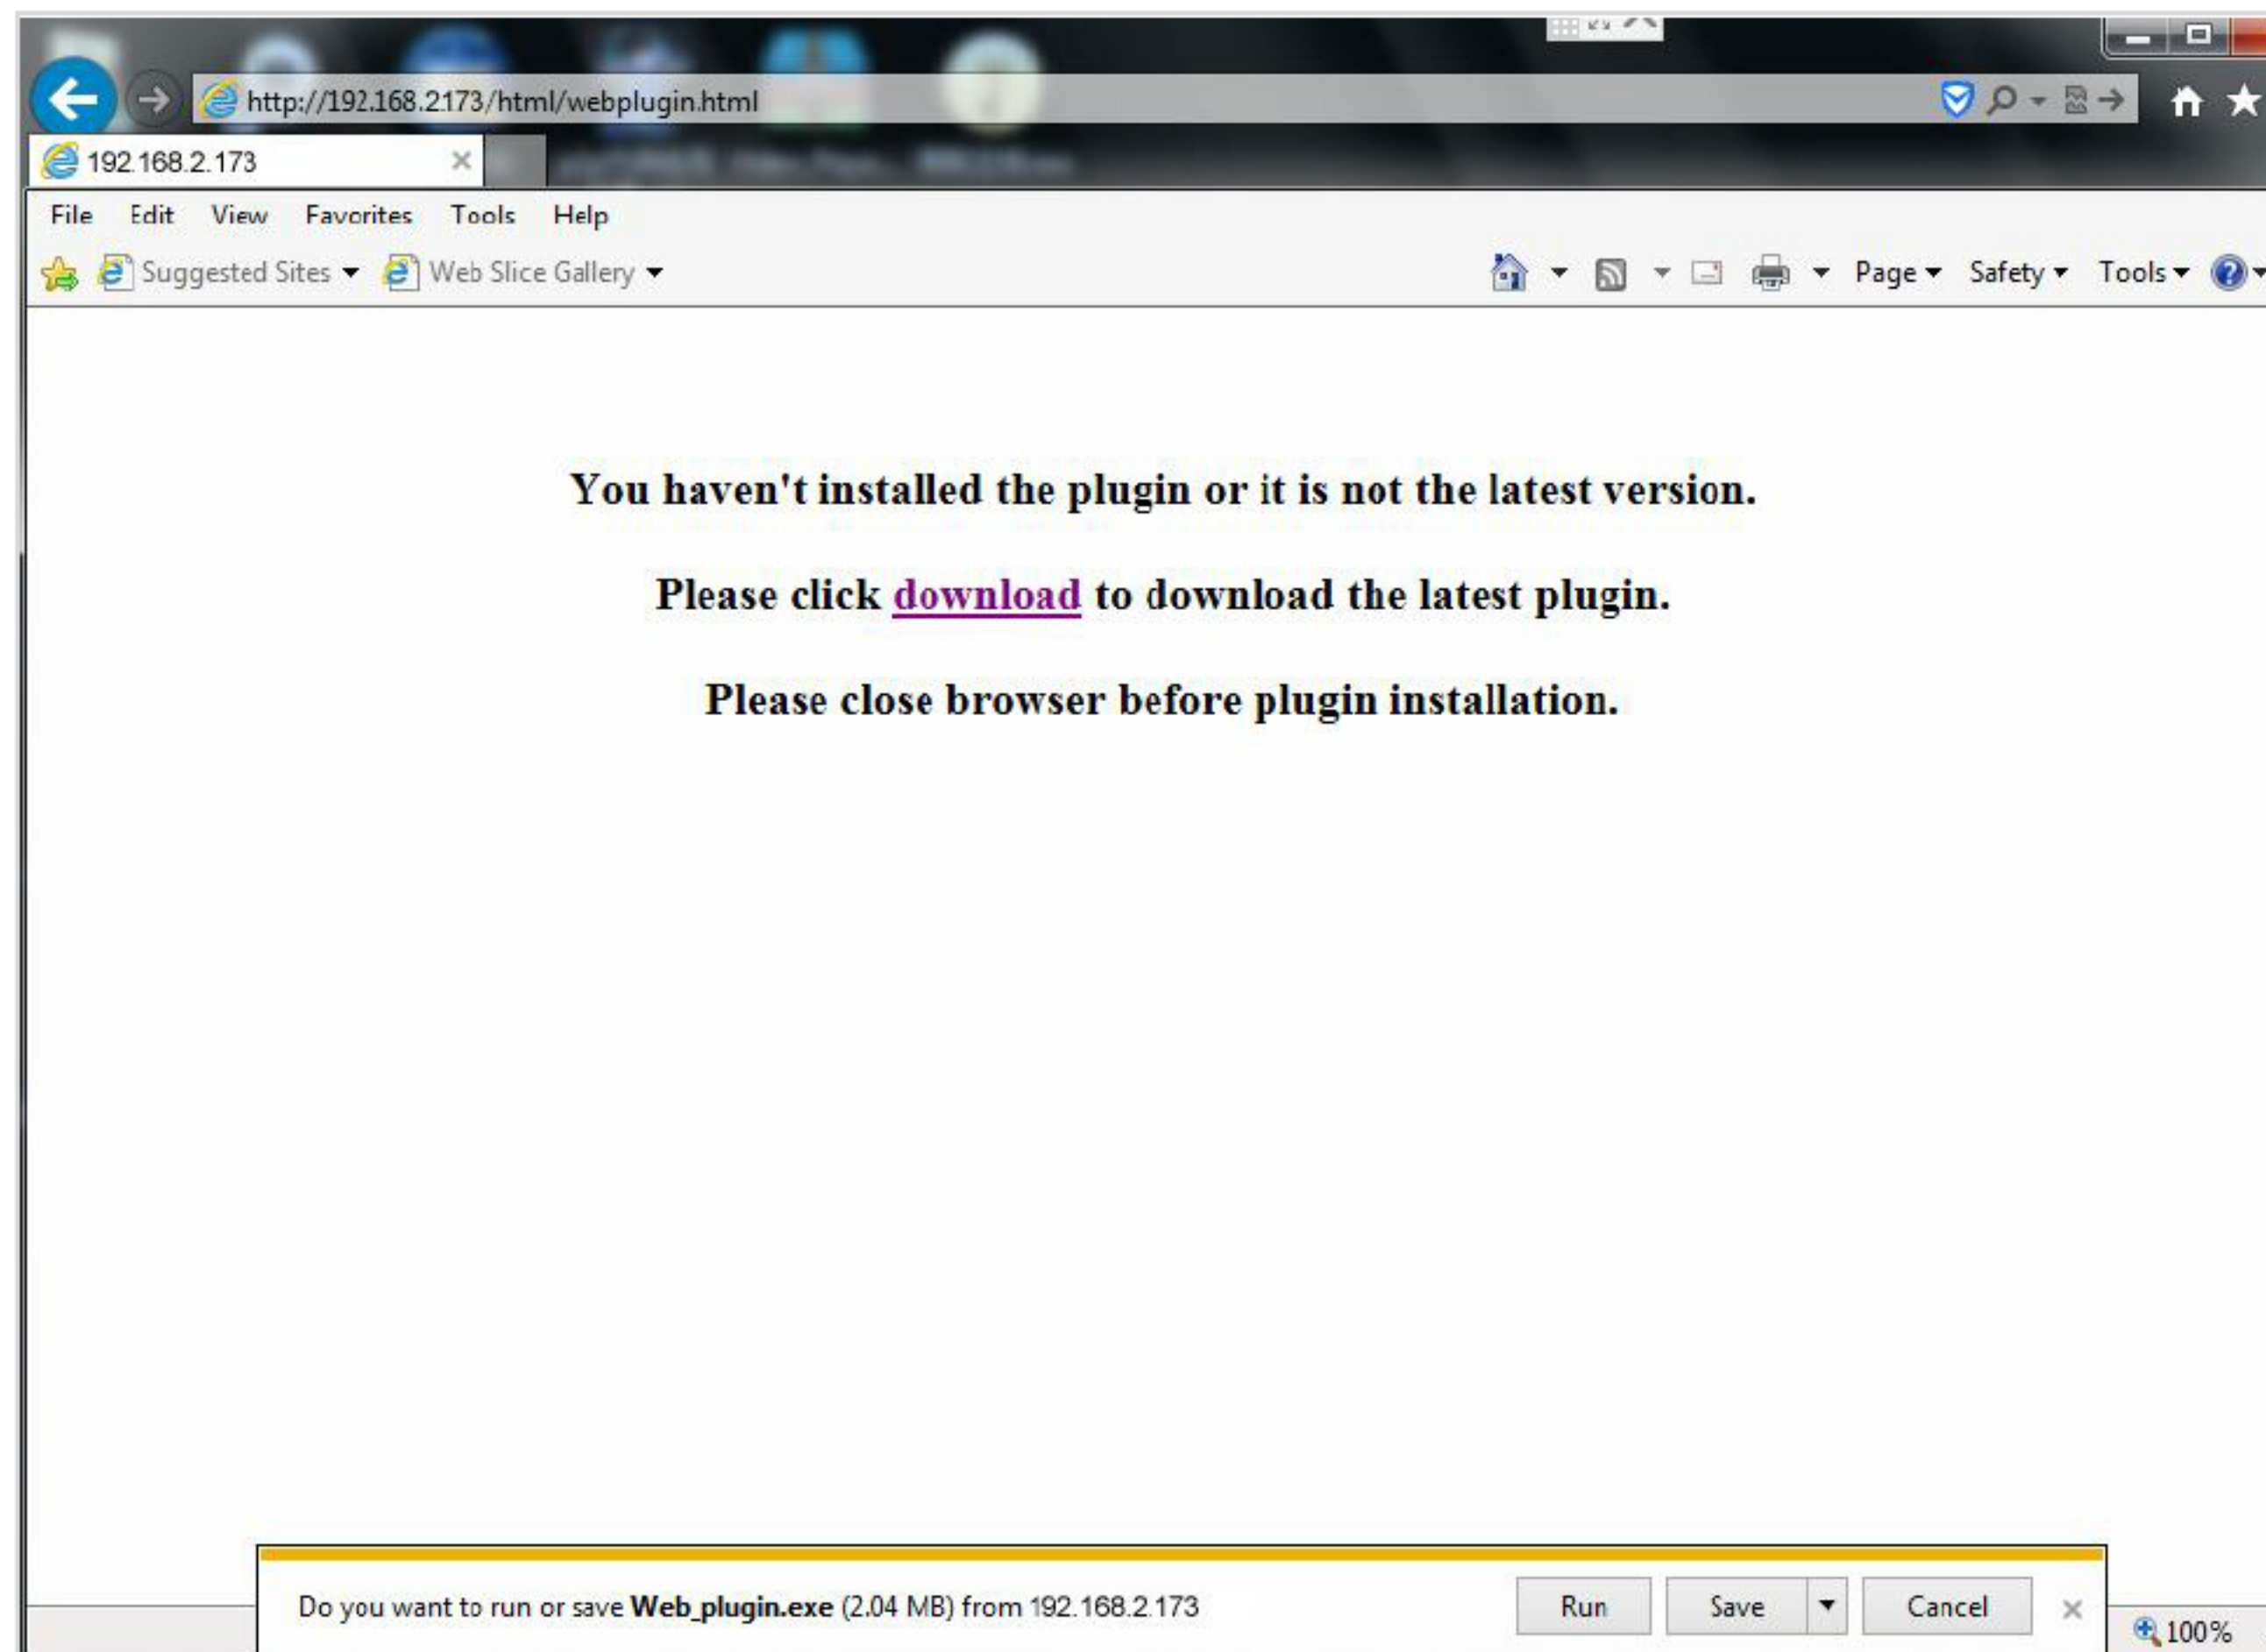 http://192.168.2.173/html/webplugin.html
192.168.2.173
File Edit View Favorites Tools Help
Suggested Sites Web Slice Gallery Page Safety Tools
You haven't installed the plugin or it is not the latest version.
Please click download to download the latest plugin.
Please close browser before plugin installation.
Do you want to run or save Web_plugin.exe (2.04 MB) from 192.168.2.173 Run Save Cancel
100%